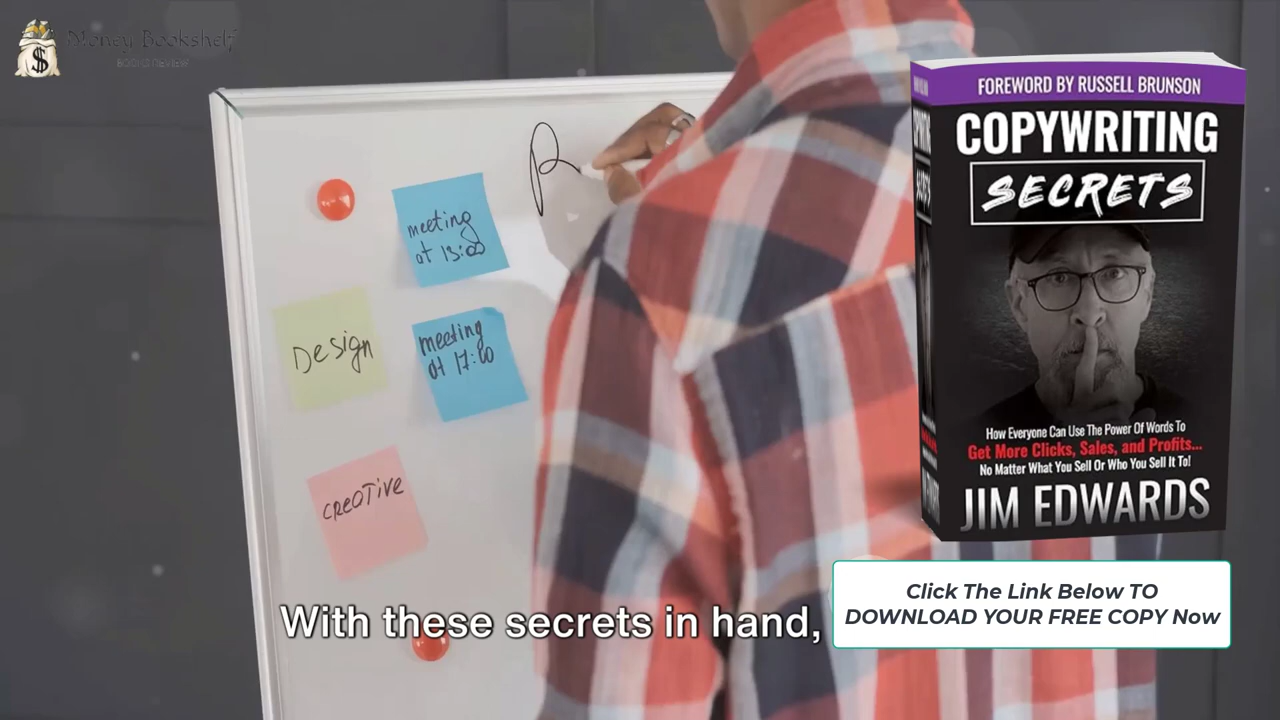 Money Bookshelf
BOOKS REVIEW
meeting
at 13:00
Design
meeting
at 17:00
creative
FOREWORD BY RUSSELL BRUNSON
COPYWRITING
SECRETS
How Everyone Can Use The Power Of Words To
Get More Clicks, Sales, and Profits...
No Matter What You Sell Or Who You Sell It To!
JIM EDWARDS
Click The Link Below TO
DOWNLOAD YOUR FREE COPY Now
With these secrets in hand,